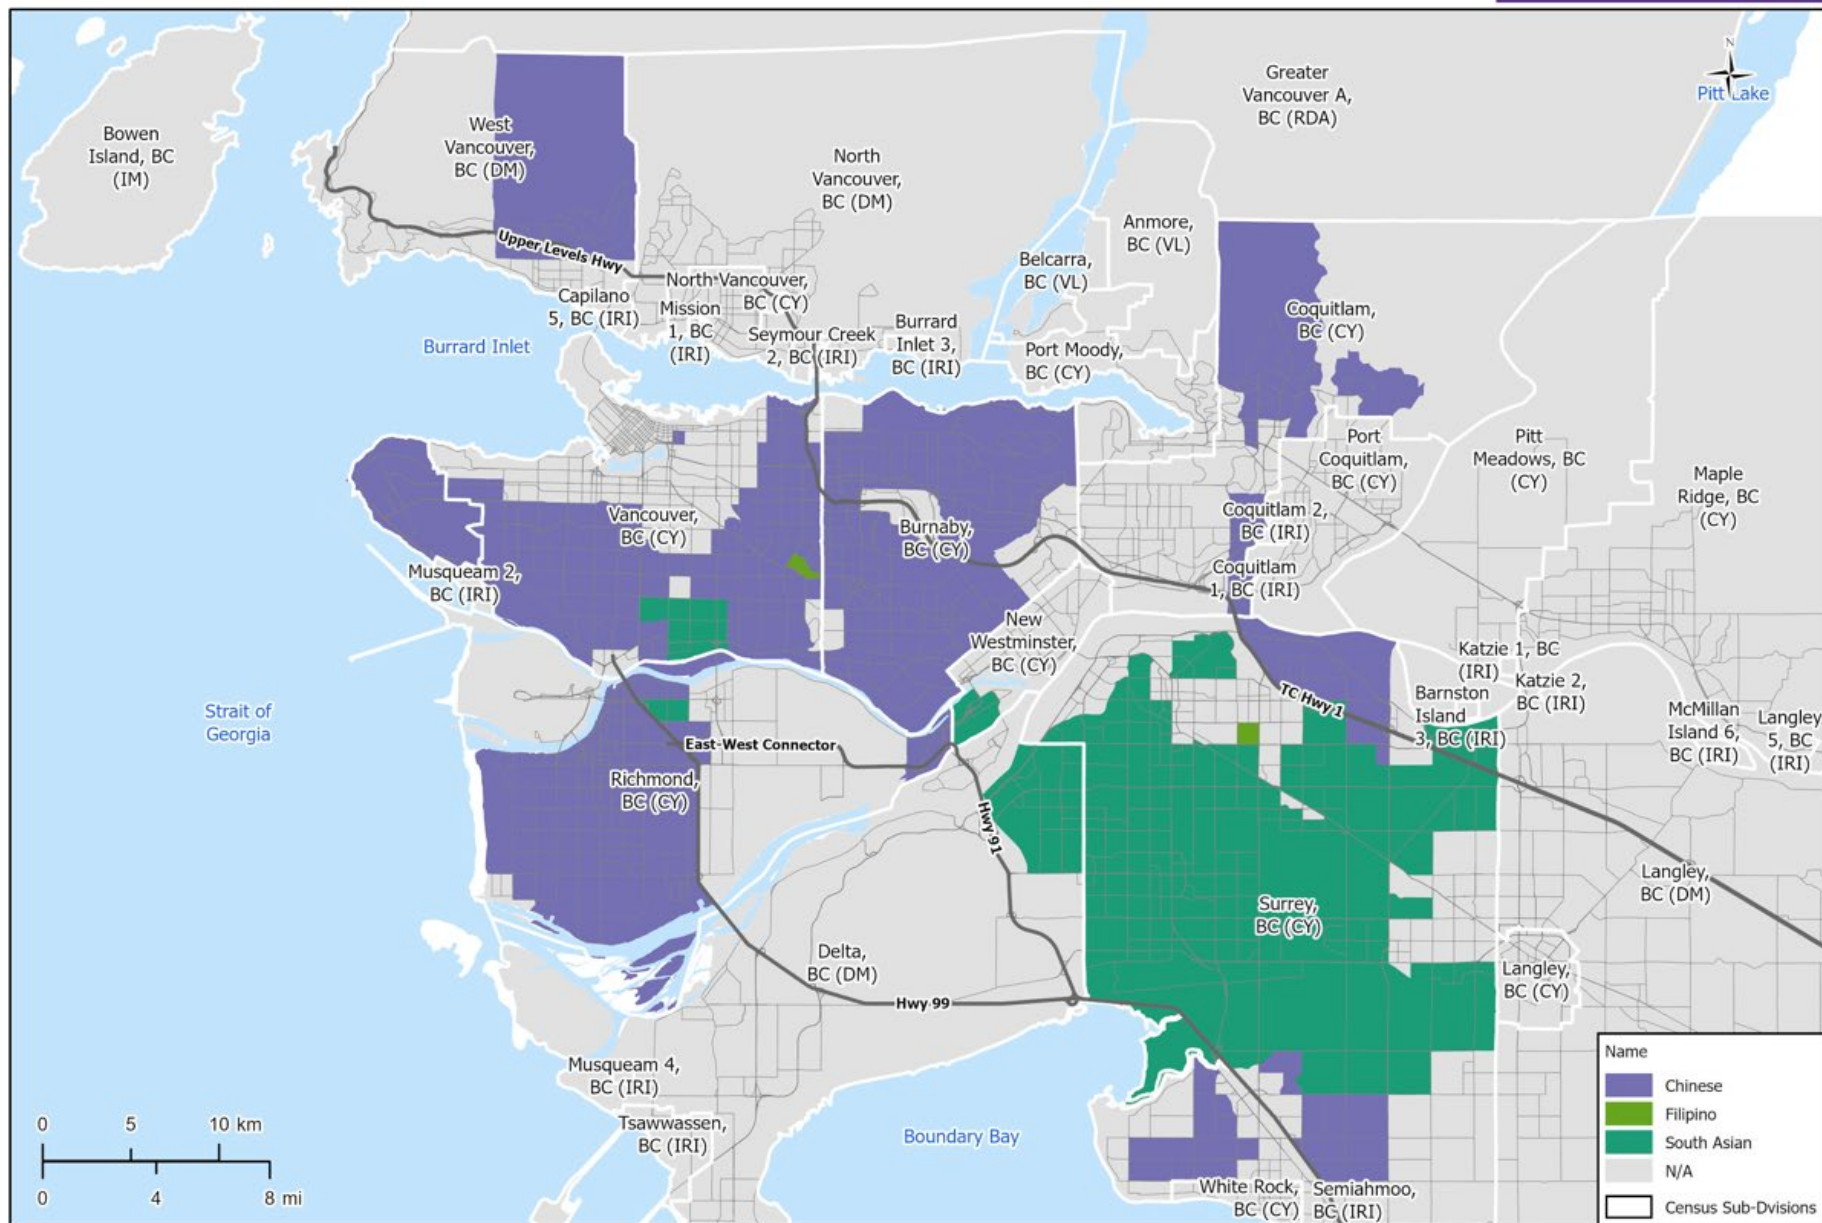 N
Greater
Vancouver A,
BC (RDA)
Pitt Lake
Bowen
Island, BC
(IM)
West
Vancouver,
BC (DM)
North
Vancouver,
BC (DM)
Anmore,
BC (VL)
Upper Levels Hwy
Belcarra,
BC (VL)
North Vancouver,
BC (CY)
Capilano
5, BC (IRI)
Mission
1, BC
(IRI)
Seymour Creek
2, BC (IRI)
Burrard
Inlet 3,
BC (IRI)
Port Moody,
BC (CY)
Coquitlam,
BC (CY)
Burrard Inlet
Port
Coquitlam,
BC (CY)
Pitt
Meadows, BC
(CY)
Maple
Ridge, BC
(CY)
Vancouver,
BC (CY)
Burnaby,
BC (CY)
Coquitlam 2,
BC (IRI)
Musqueam 2,
BC (IRI)
Coquitlam
1, BC (IRI)
New
Westminster,
BC (CY)
Katzie 1, BC
(IRI)
Katzie 2,
BC (IRI)
TC Hwy 1
Barnston
Island
3, BC (IRI)
McMillan
Island 6,
BC (IRI)
Langley
5, BC
(IRI)
Strait of
Georgia
East-West Connector
Richmond,
BC (CY)
Hwy 91
Langley,
BC (DM)
Surrey,
BC (CY)
Delta,
BC (DM)
Langley,
BC (CY)
Hwy 99
Musqueam 4,
BC (IRI)
Tsawwassen,
BC (IRI)
Boundary Bay
White Rock,
BC (CY)
Semiahmoo,
BC (IRI)
0 5 10 km
0 4 8 mi
Name
Chinese
Filipino
South Asian
N/A
Census Sub-Dvisions